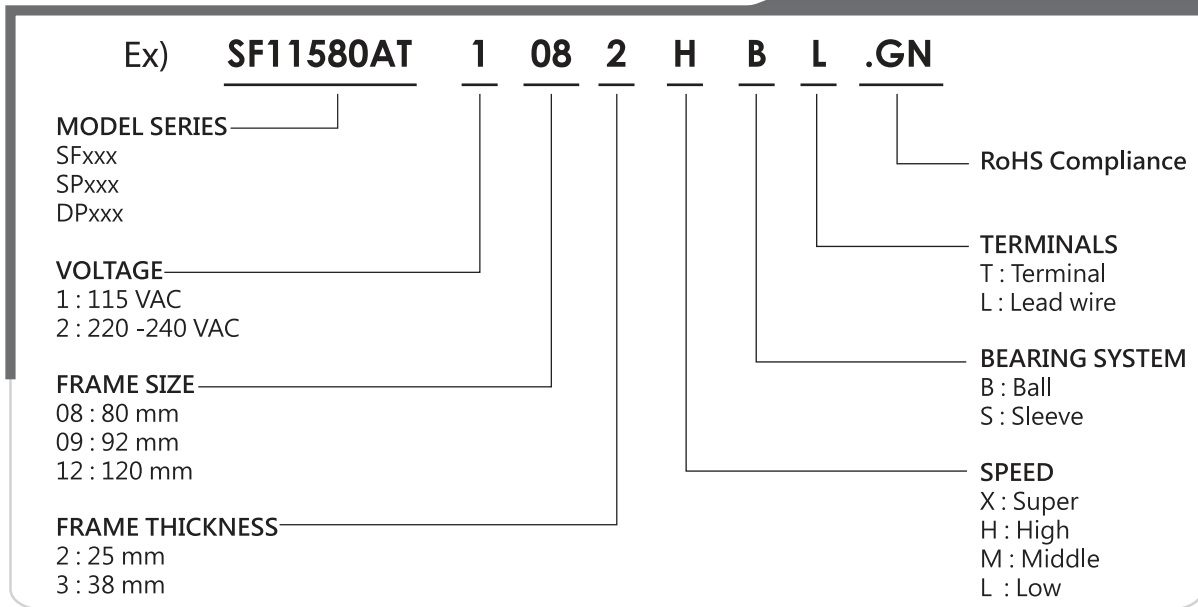 Ex) SF11580AT 1 08 2 H B L .GN
MODEL SERIES
SFxxx
SPxxx
DPxxx
VOLTAGE
1 : 115 VAC
2 : 220 -240 VAC
FRAME SIZE
08 : 80 mm
09 : 92 mm
12 : 120 mm
FRAME THICKNESS
2 : 25 mm
3 : 38 mm
RoHS Compliance
TERMINALS
T : Terminal
L : Lead wire
BEARING SYSTEM
B : Ball
S : Sleeve
SPEED
X : Super
H : High
M : Middle
L : Low